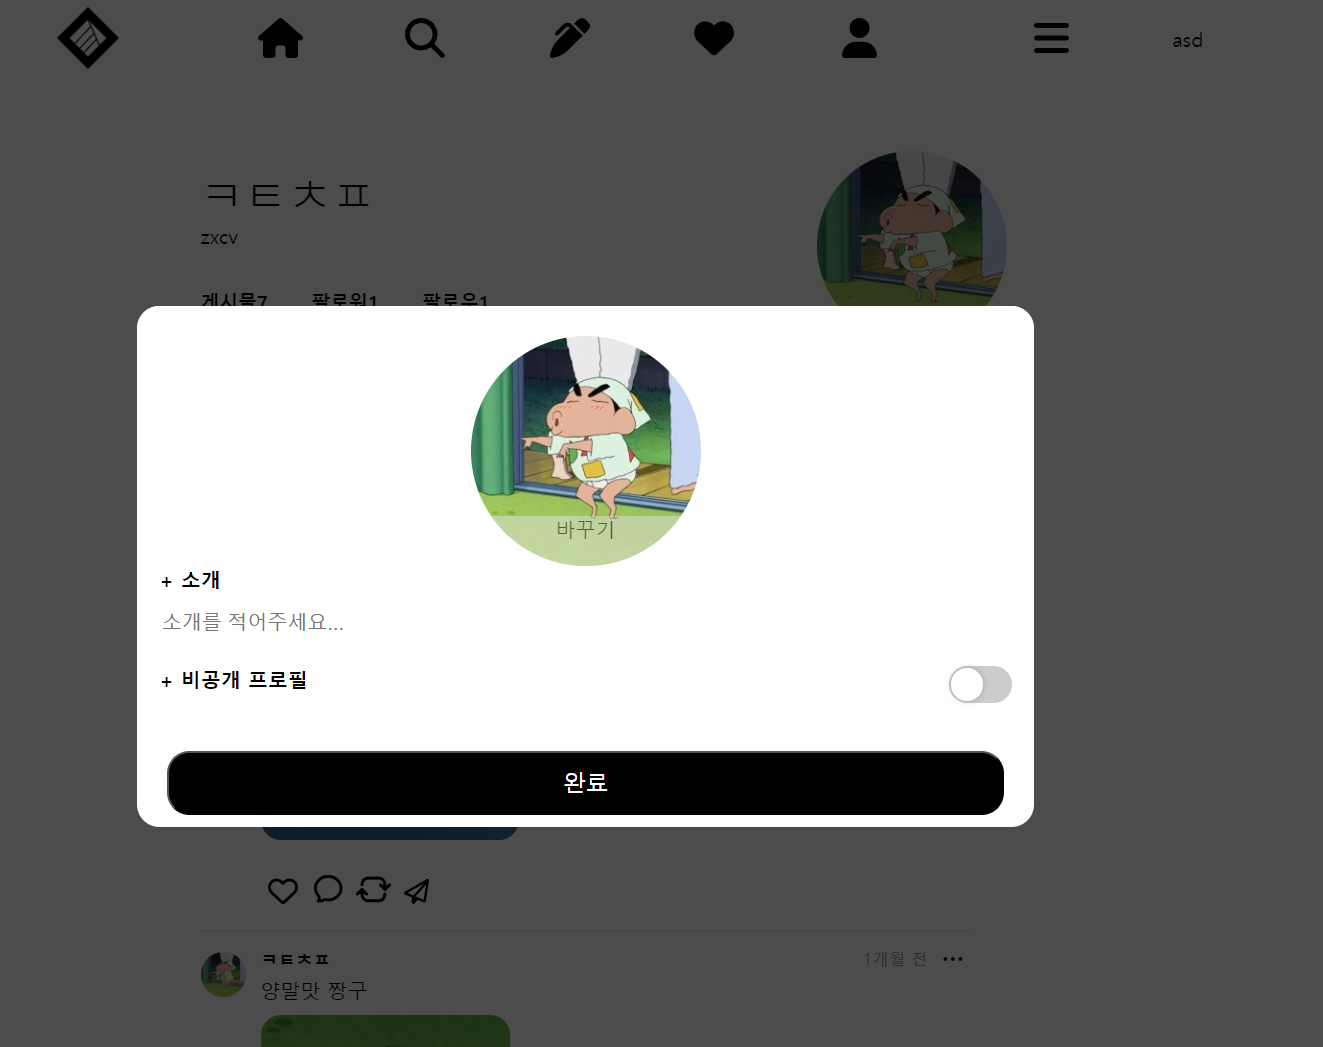 asd
ㅋㅌㅊㅍ
zxcv
게시물7 팔로워1 팔로우1
바꾸기
+ 소개
소개를 적어주세요...
+ 비공개 프로필
완료
ㅋㅌㅊㅍ 1개월 전
양말맛 짱구